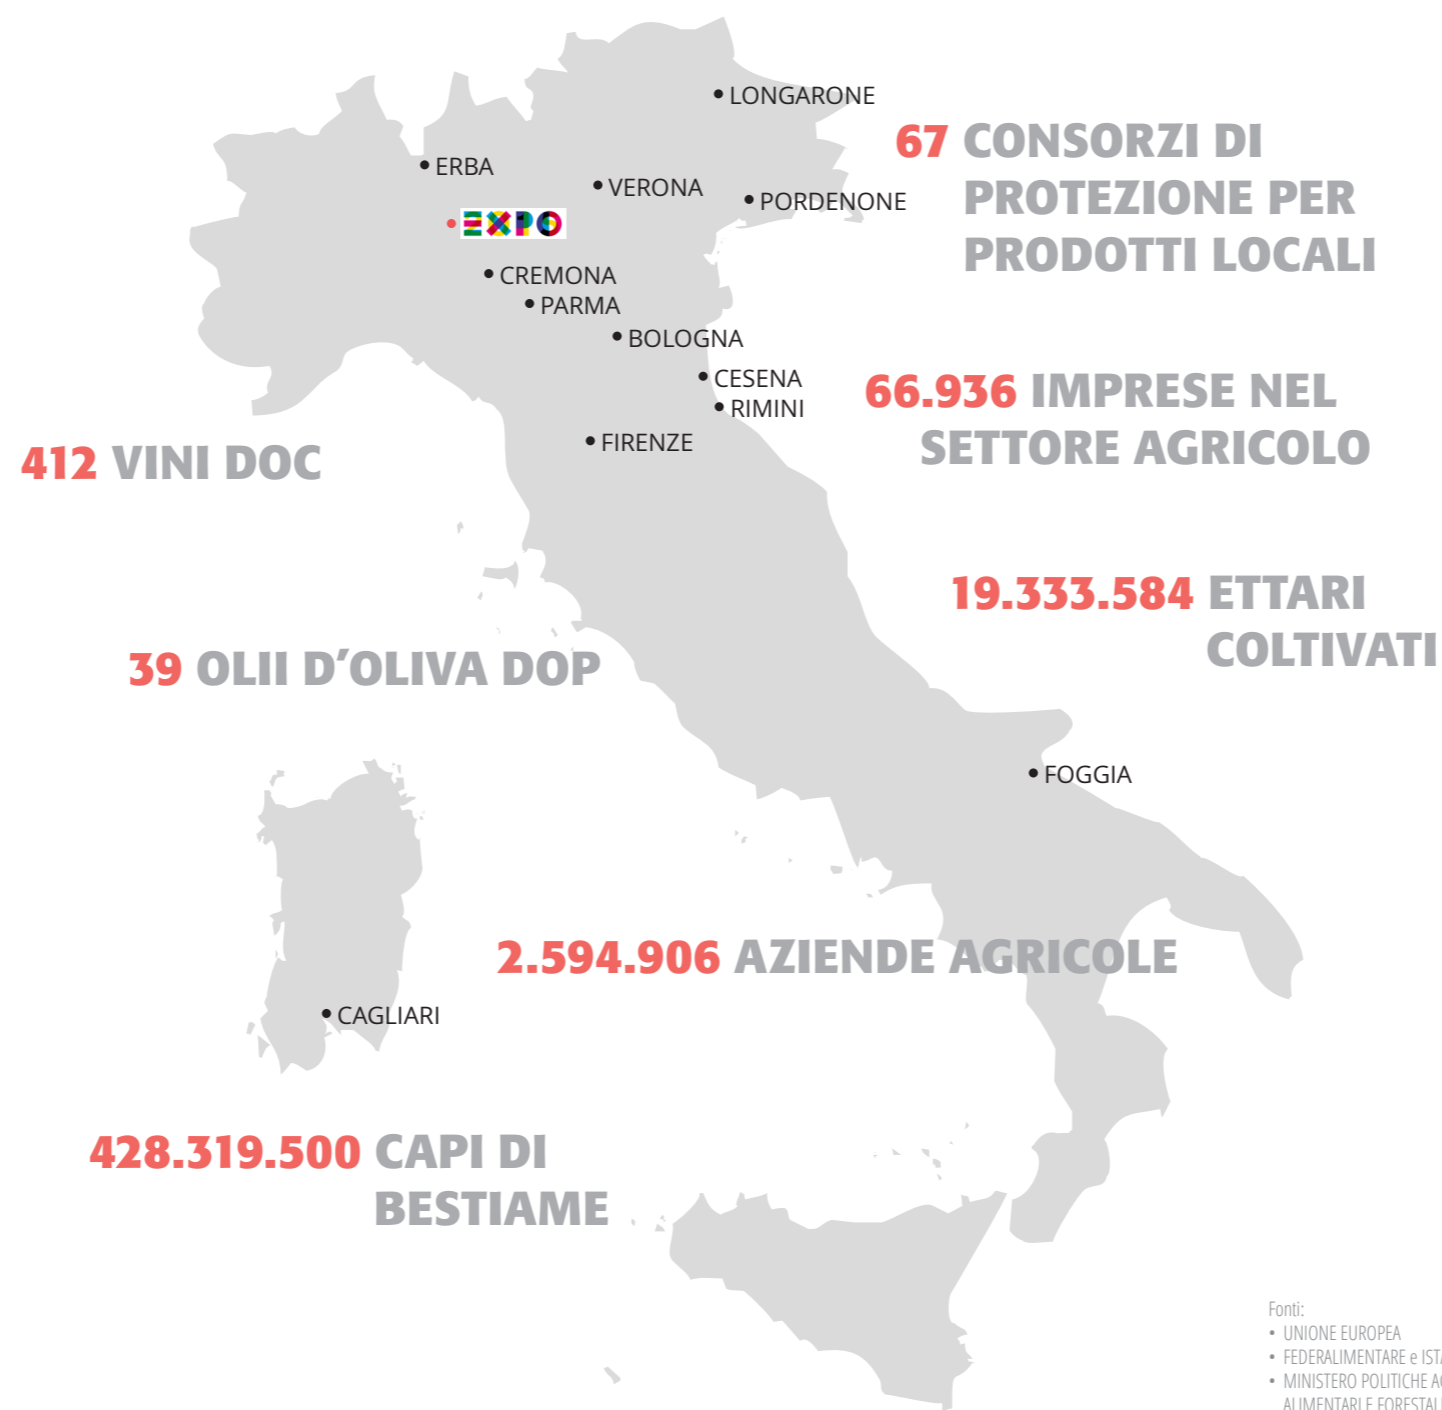 LONGARONE
67 CONSORZI DI
PROTEZIONE PER
PRODOTTI LOCALI
ERBA
VERONA
PORDENONE
EXPO
CREMONA
PARMA
BOLOGNA
CESENA
RIMINI
66.936 IMPRESE NEL
SETTORE AGRICOLO
FIRENZE
412 VINI DOC
19.333.584 ETTARI
COLTIVATI
39 OLII D'OLIVA DOP
FOGGIA
2.594.906 AZIENDE AGRICOLE
CAGLIARI
428.319.500 CAPI DI
BESTIAME
Fonti:
• UNIONE EUROPEA
• FEDERALIMENTARE e
• MINISTERO POLITICHE
ALIMENTARI E FORESTALI